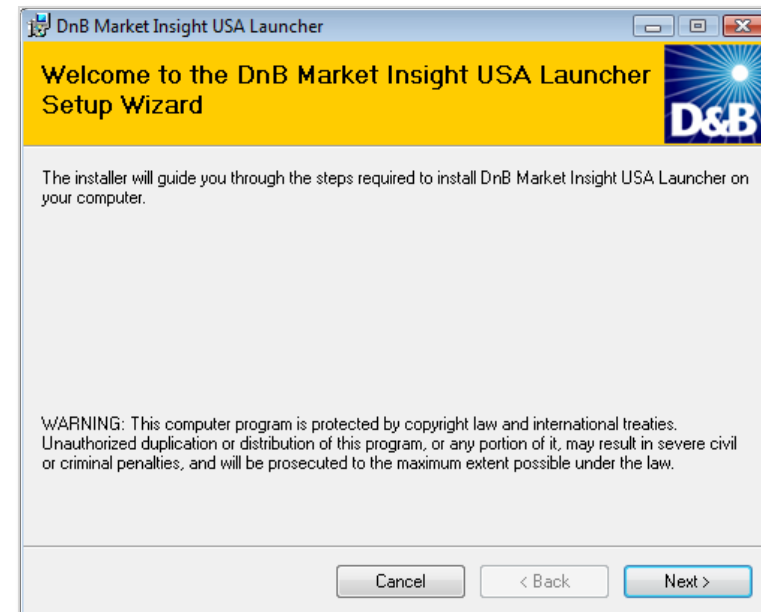 DnB Market Insight USA Launcher
Welcome to the DnB Market Insight USA Launcher
Setup Wizard
D&B
The installer will guide you through the steps required to install DnB Market Insight USA Launcher on
your computer.
WARNING: This computer program is protected by copyright law and international treaties.
Unauthorized duplication or distribution of this program, or any portion of it, may result in severe civil
or criminal penalties, and will be prosecuted to the maximum extent possible under the law.
Cancel < Back Next >